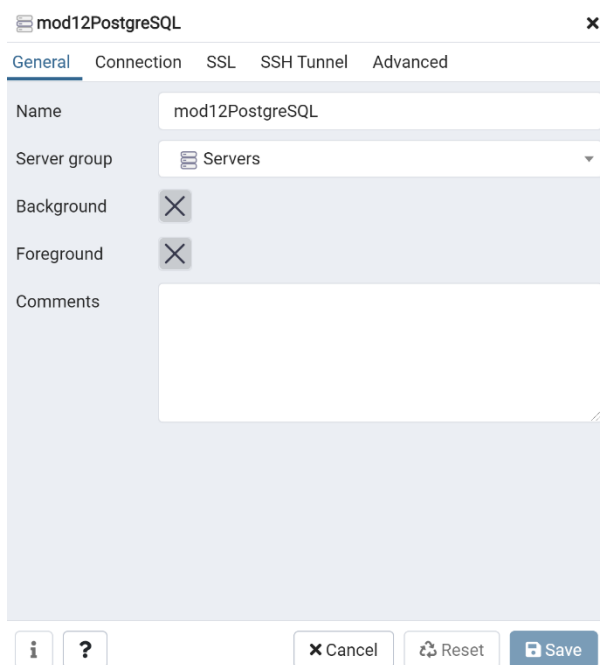 mod12PostgreSQL
General Connection SSL SSH Tunnel Advanced
Name mod12PostgreSQL
Server group Servers
Background
Foreground
Comments
i ? Cancel Reset Save